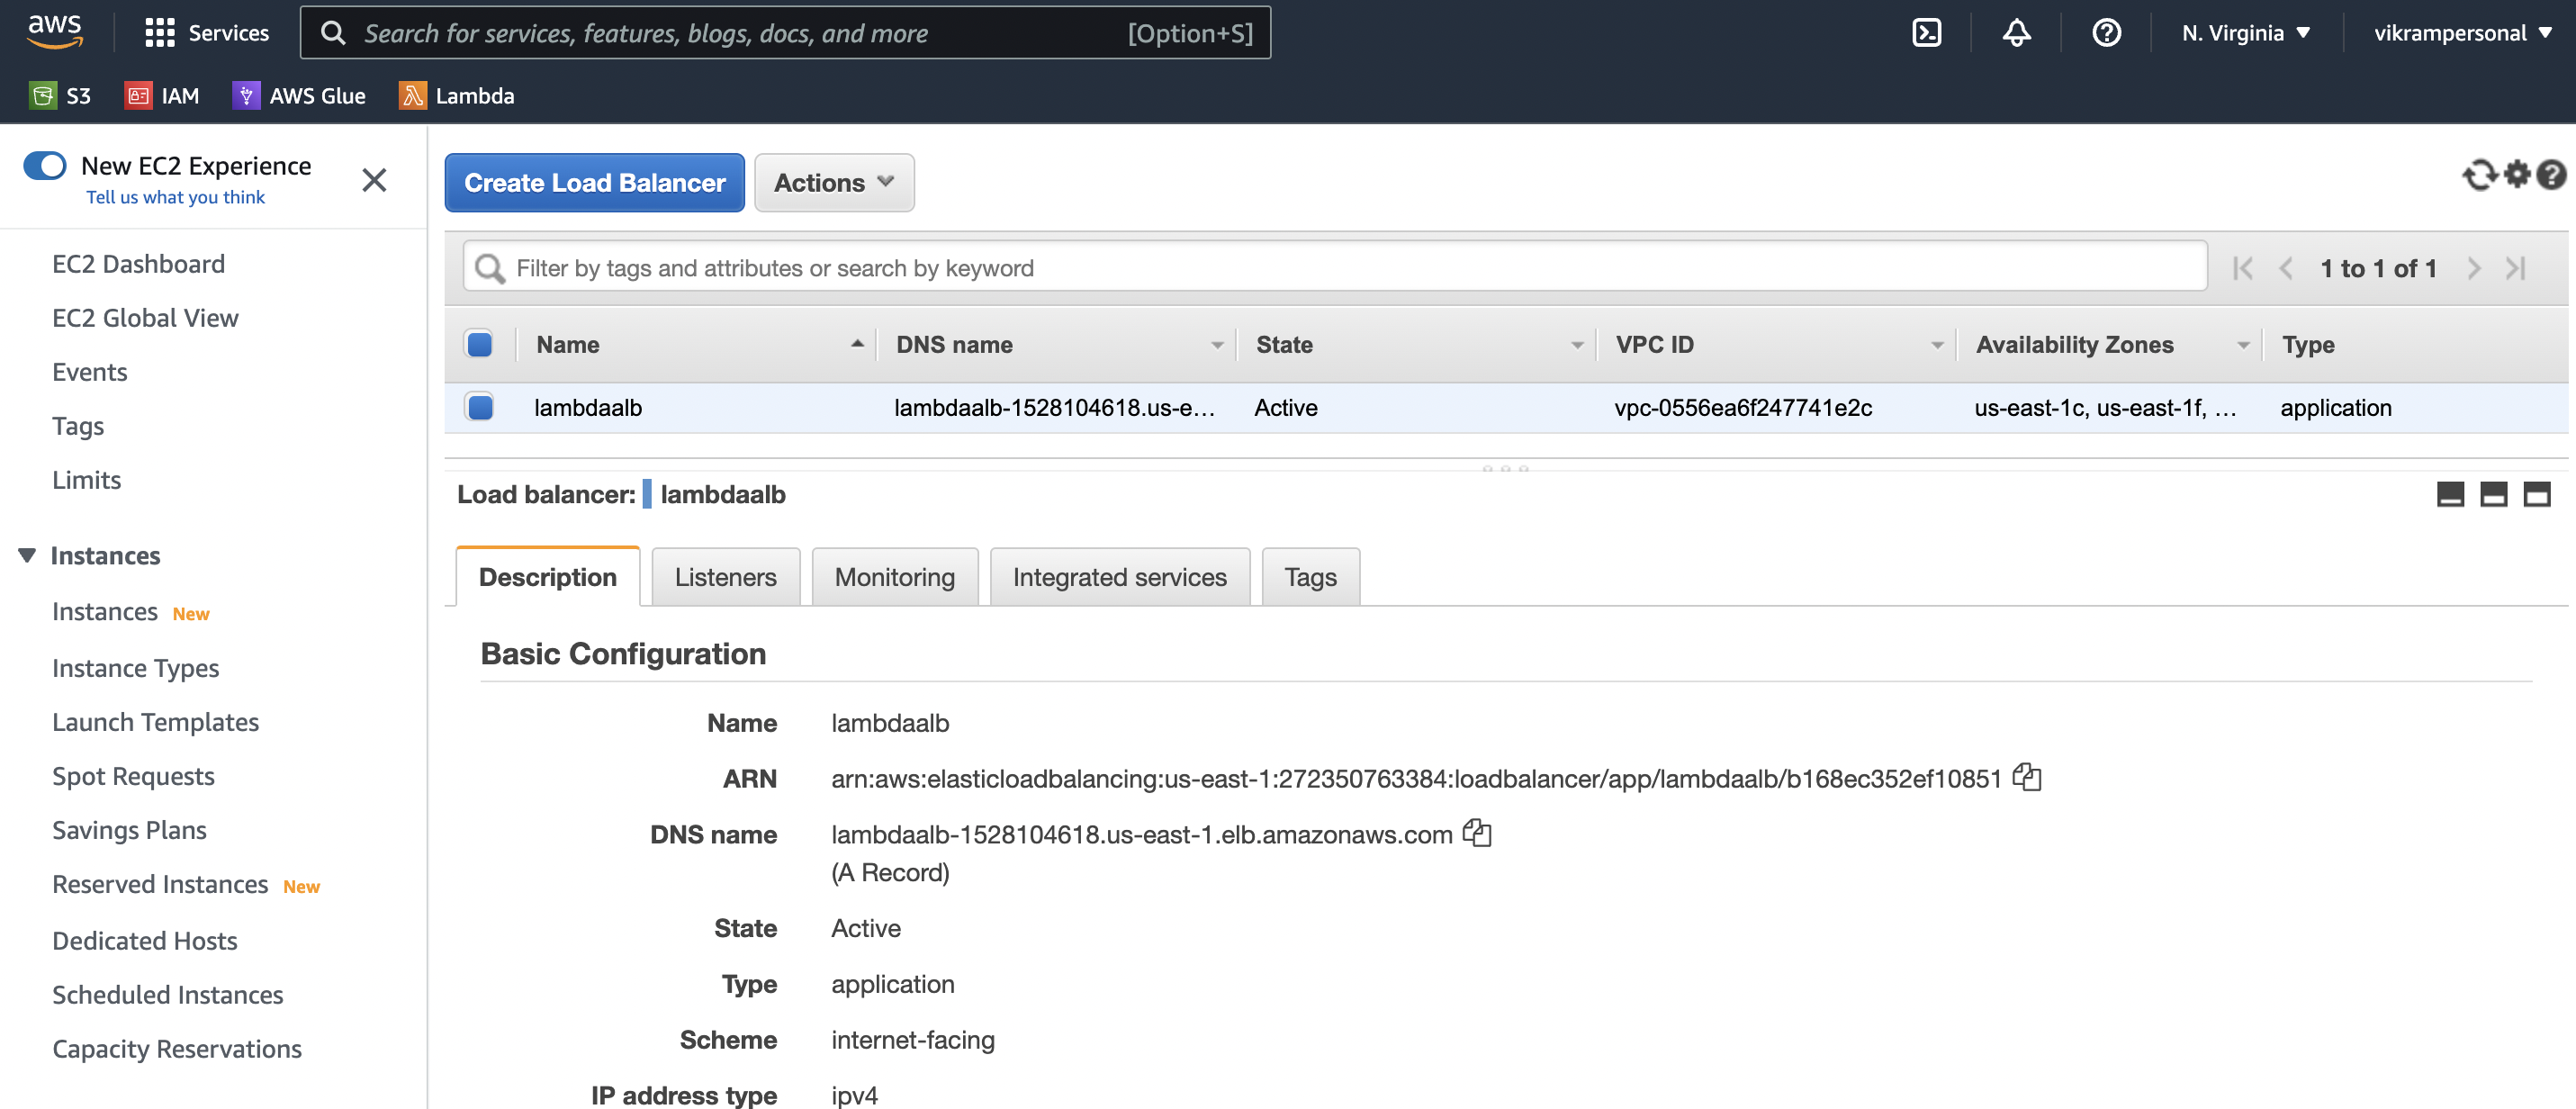 aws
Services
Search for services, features, blogs, docs, and more [Option+S]
N. Virginia
vikrampersonal
S3
IAM
AWS Glue
Lambda
New EC2 Experience
Tell us what you think
EC2 Dashboard
EC2 Global View
Events
Tags
Limits
Instances
Instances New
Instance Types
Launch Templates
Spot Requests
Savings Plans
Reserved Instances New
Dedicated Hosts
Scheduled Instances
Capacity Reservations
Create Load Balancer
Actions
Filter by tags and attributes or search by keyword
1 to 1 of 1
Name DNS name State VPC ID Availability Zones Type
lambdaalb lambdaalb-1528104618.us-e... Active vpc-0556ea6f247741e2c us-east-1c, us-east-1f, ... application
Load balancer: lambdaalb
Description Listeners Monitoring Integrated services Tags
Basic Configuration
Name lambdaalb
ARN arn:aws:elasticloadbalancing:us-east-1:272350763384:loadbalancer/app/lambdaalb/b168ec352ef10851
DNS name lambdaalb-1528104618.us-east-1.elb.amazonaws.com
(A Record)
State Active
Type application
Scheme internet-facing
IP address type ipv4